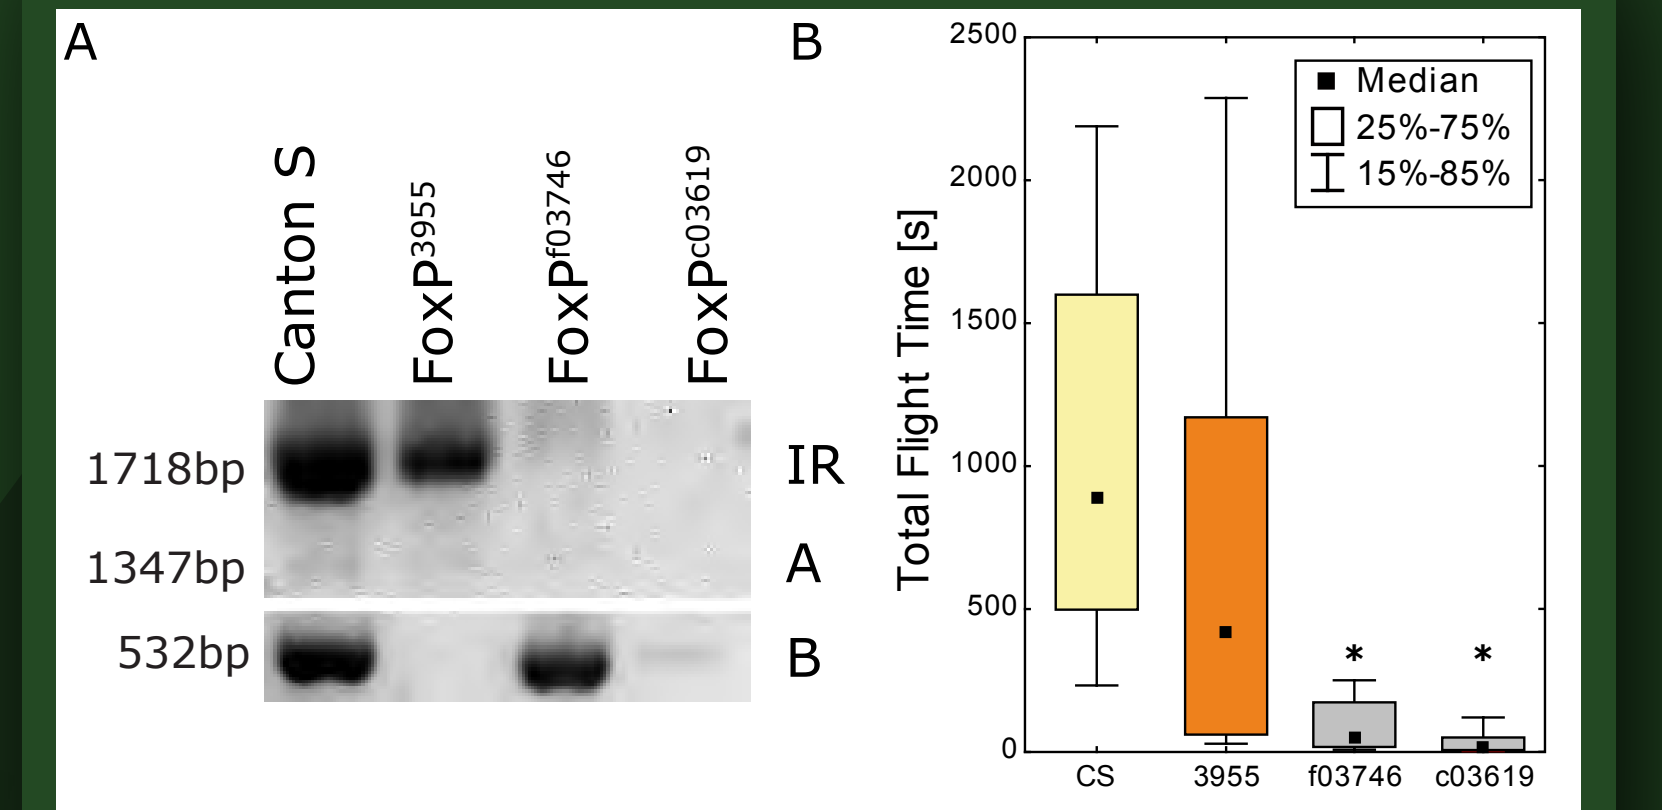 A
Canton S
FoxP3955
FoxPf03746
FoxPc03619
1718bp
IR
1347bp
A
532bp
B
B
2500
2000
1500
1000
500
0
Total Flight Time [s]
Median
25%-75%
15%-85%
*
*
CS
3955
f03746
c03619